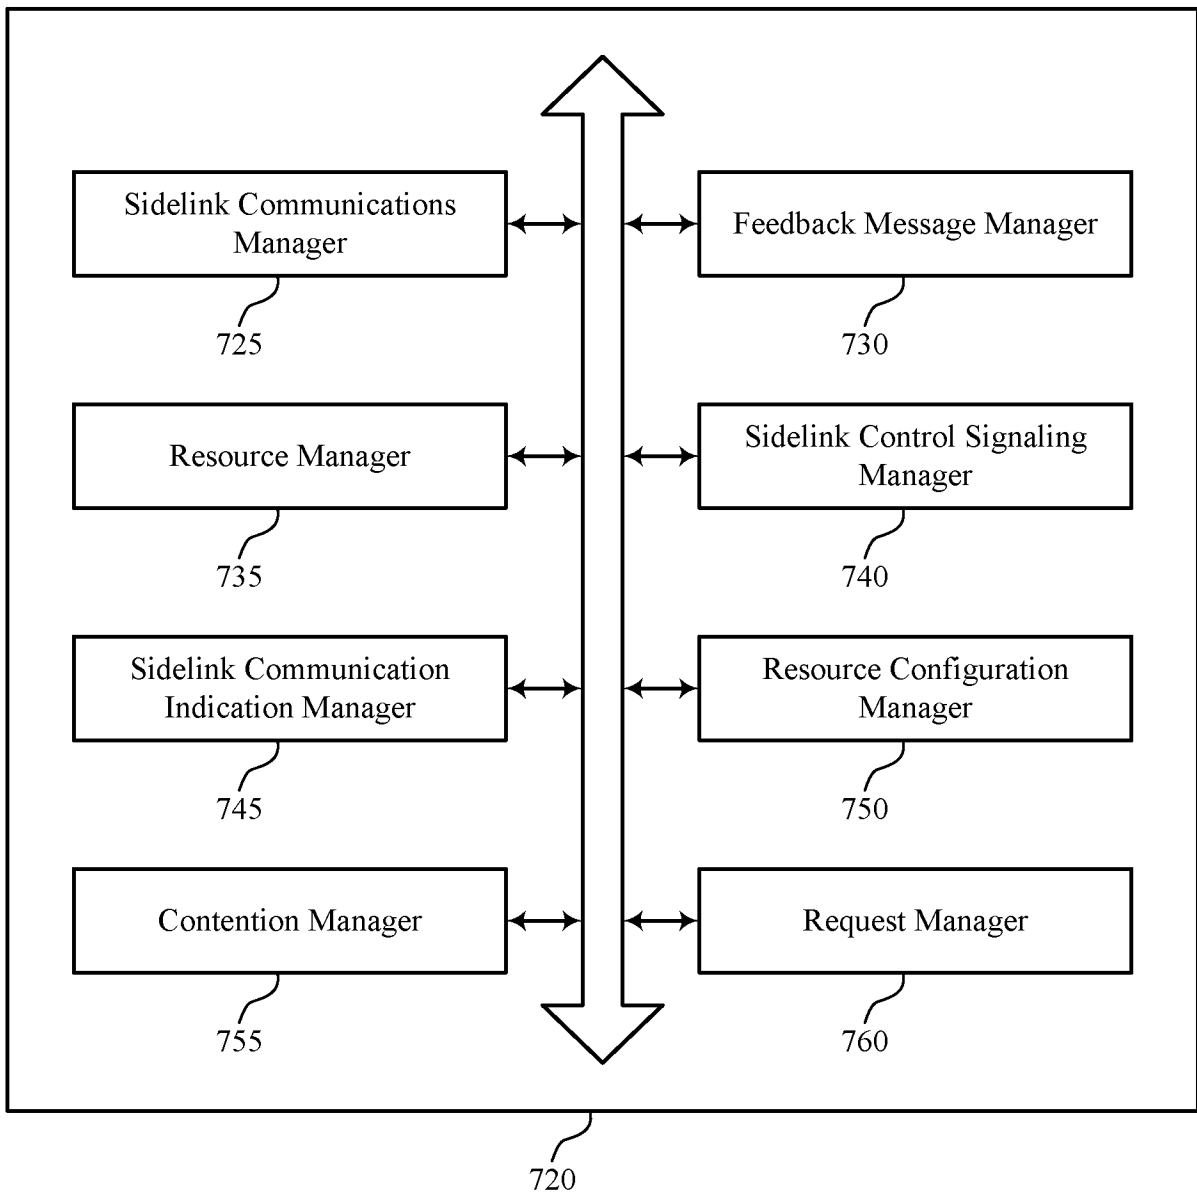 Sidelink Communications
Manager
725
Feedback Message Manager
730
Resource Manager
735
Sidelink Control Signaling
Manager
740
Sidelink Communication
Indication Manager
745
Resource Configuration
Manager
750
Contention Manager
755
Request Manager
760
720